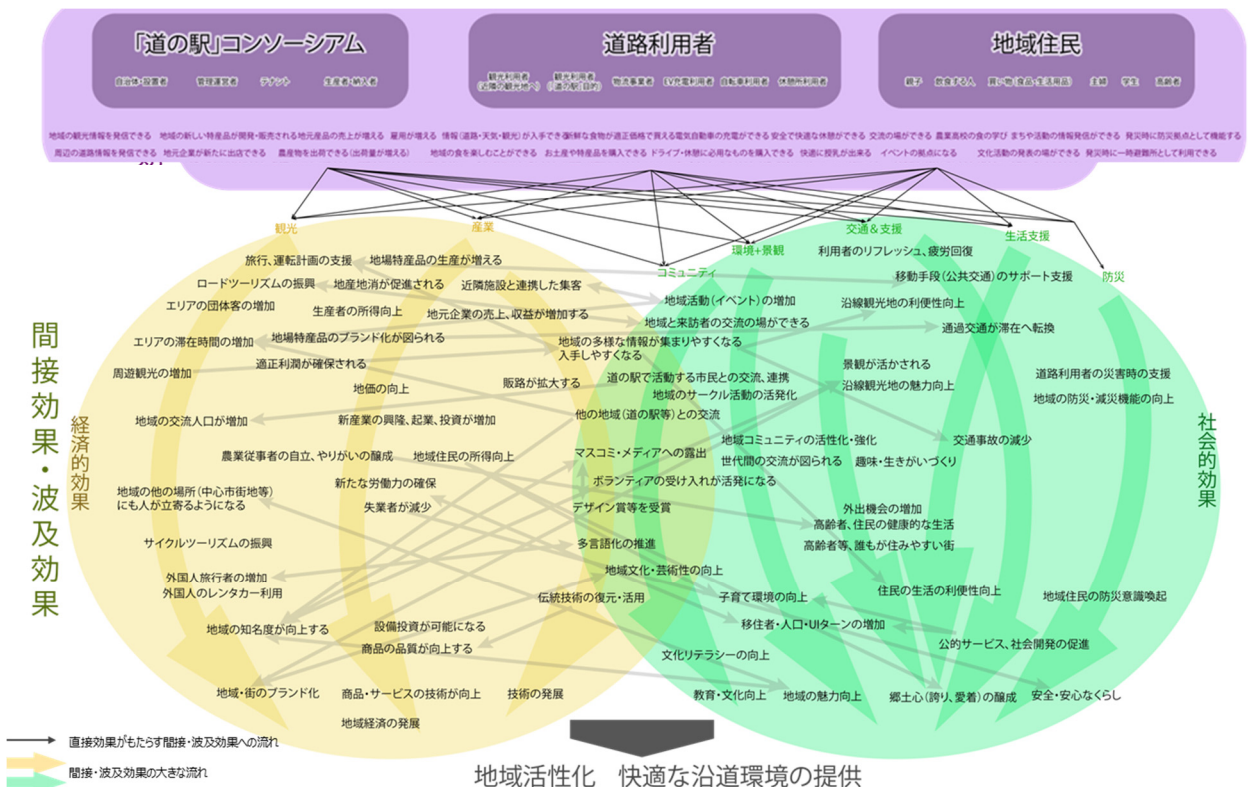 「道の駅」コンソーシアム
道路利用者
地域住民
自治体・設置者
管理運営者
テナント
生産者・納入者
観光利用者
(近隣の観光地へ)
観光利用者
(「道の駅」目的)
物流事業者
EV充電利用者
自転車利用者
休憩所利用者
親子
飲食する人
買い物(食品・生活用品)
主婦
学生
高齢者
地域の観光情報を発信できる
地域の新しい特産品が開発・販売される
地元産品の売上が増える
雇用が増える
情報(道路・天気・観光)が入手できる
新鮮な食物が適正価格で買える
電気自動車の充電ができる
安全で快適な休憩ができる
交流の場ができる
農業高校の食の学び
まちや活動の情報発信ができる
発災時に防災拠点として機能する
周辺の道路情報を発信できる
地元企業が新たに出店できる
農産物を出荷できる(出荷量が増える)
地域の食を楽しむことができる
お土産や特産品を購入できる
ドライブ・休憩に必要なものを購入できる
快適に授乳が出来る
イベントの拠点になる
文化活動の発表の場ができる
発災時に一時避難所として利用できる
観光
産業
コミュニティ
環境+景観
交通&支援
生活支援
防災
間接効果・波及効果
経済的効果
社会的効果
旅行、運転計画の支援
地場特産品の生産が増える
ロードツーリズムの振興
地産地消が促進される
近隣施設と連携した集客
エリアの団体客の増加
生産者の所得向上
地元企業の売上、収益が増加する
エリアの滞在時間の増加
地場特産品のブランド化が図られる
周遊観光の増加
適正利潤が確保される
地価の向上
販路が拡大する
地域の交流人口が増加
新産業の興隆、起業、投資が増加
農業従事者の自立、やりがいの醸成
地域住民の所得向上
地域の他の場所(中心市街地等)
にも人が立寄るようになる
新たな労働力の確保
失業者が減少
サイクルツーリズムの振興
外国人旅行者の増加
外国人のレンタカー利用
地域の知名度が向上する
設備投資が可能になる
商品の品質が向上する
地域・街のブランド化
商品・サービスの技術が向上
技術の発展
地域経済の発展
利用者のリフレッシュ、疲労回復
移動手段(公共交通)のサポート支援
地域活動(イベント)の増加
沿線観光地の利便性向上
地域と来訪者の交流の場ができる
通過交通が滞在へ転換
地域の多様な情報が集まりやすくなる
入手しやすくなる
景観が活かされる
道の駅で活動する市民との交流、連携
沿線観光地の魅力向上
道路利用者の災害時の支援
地域のサークル活動の活発化
地域の防災・減災機能の向上
他の地域(道の駅等)との交流
地域コミュニティの活性化・強化
交通事故の減少
マスコミ・メディアへの露出
世代間の交流が図られる
趣味・生きがいづくり
ボランティアの受け入れが活発になる
デザイン賞等を受賞
外出機会の増加
高齢者、住民の健康的な生活
多言語化の推進
高齢者等、誰もが住みやすい街
地域文化・芸術性の向上
伝統技術の復元・活用
子育て環境の向上
住民の生活の利便性向上
地域住民の防災意識喚起
移住者・人口・UIターンの増加
公的サービス、社会開発の促進
文化リテラシーの向上
教育・文化向上
地域の魅力向上
郷土心(誇り、愛着)の醸成
安全・安心なくらし
直接効果がもたらす間接・波及効果への流れ
間接・波及効果の大きな流れ
地域活性化 快適な沿道環境の提供